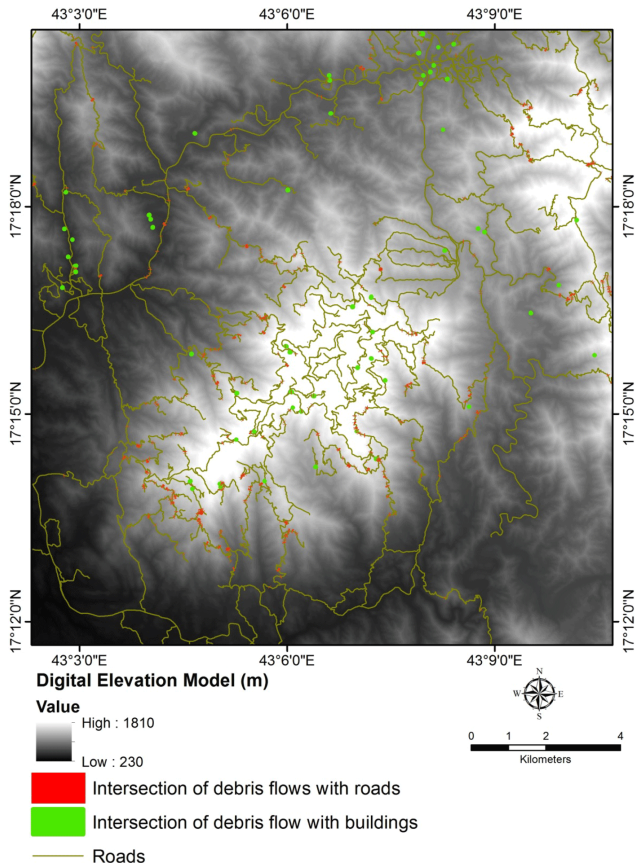 43°3'0"E 43°6'0"E 43°9'0"E
17°18'0"N 17°18'0"N
17°15'0"N 17°15'0"N
17°12'0"N 17°12'0"N
43°3'0"E 43°6'0"E 43°9'0"E
Digital Elevation Model (m)
Value
High : 1810
Low : 230
N
W E
S
0 1 2 4
Kilometers
Intersection of debris flows with roads
Intersection of debris flow with buildings
Roads